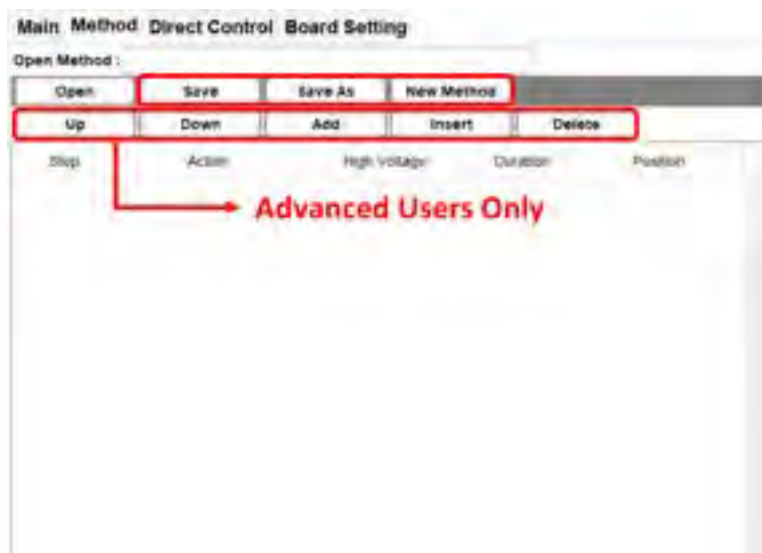 Main Method Direct Control Board Setting
Open Method :
Open Save Save As New Method
Up Down Add Insert Delete
Step Action High Voltage Duration Position
Advanced Users Only